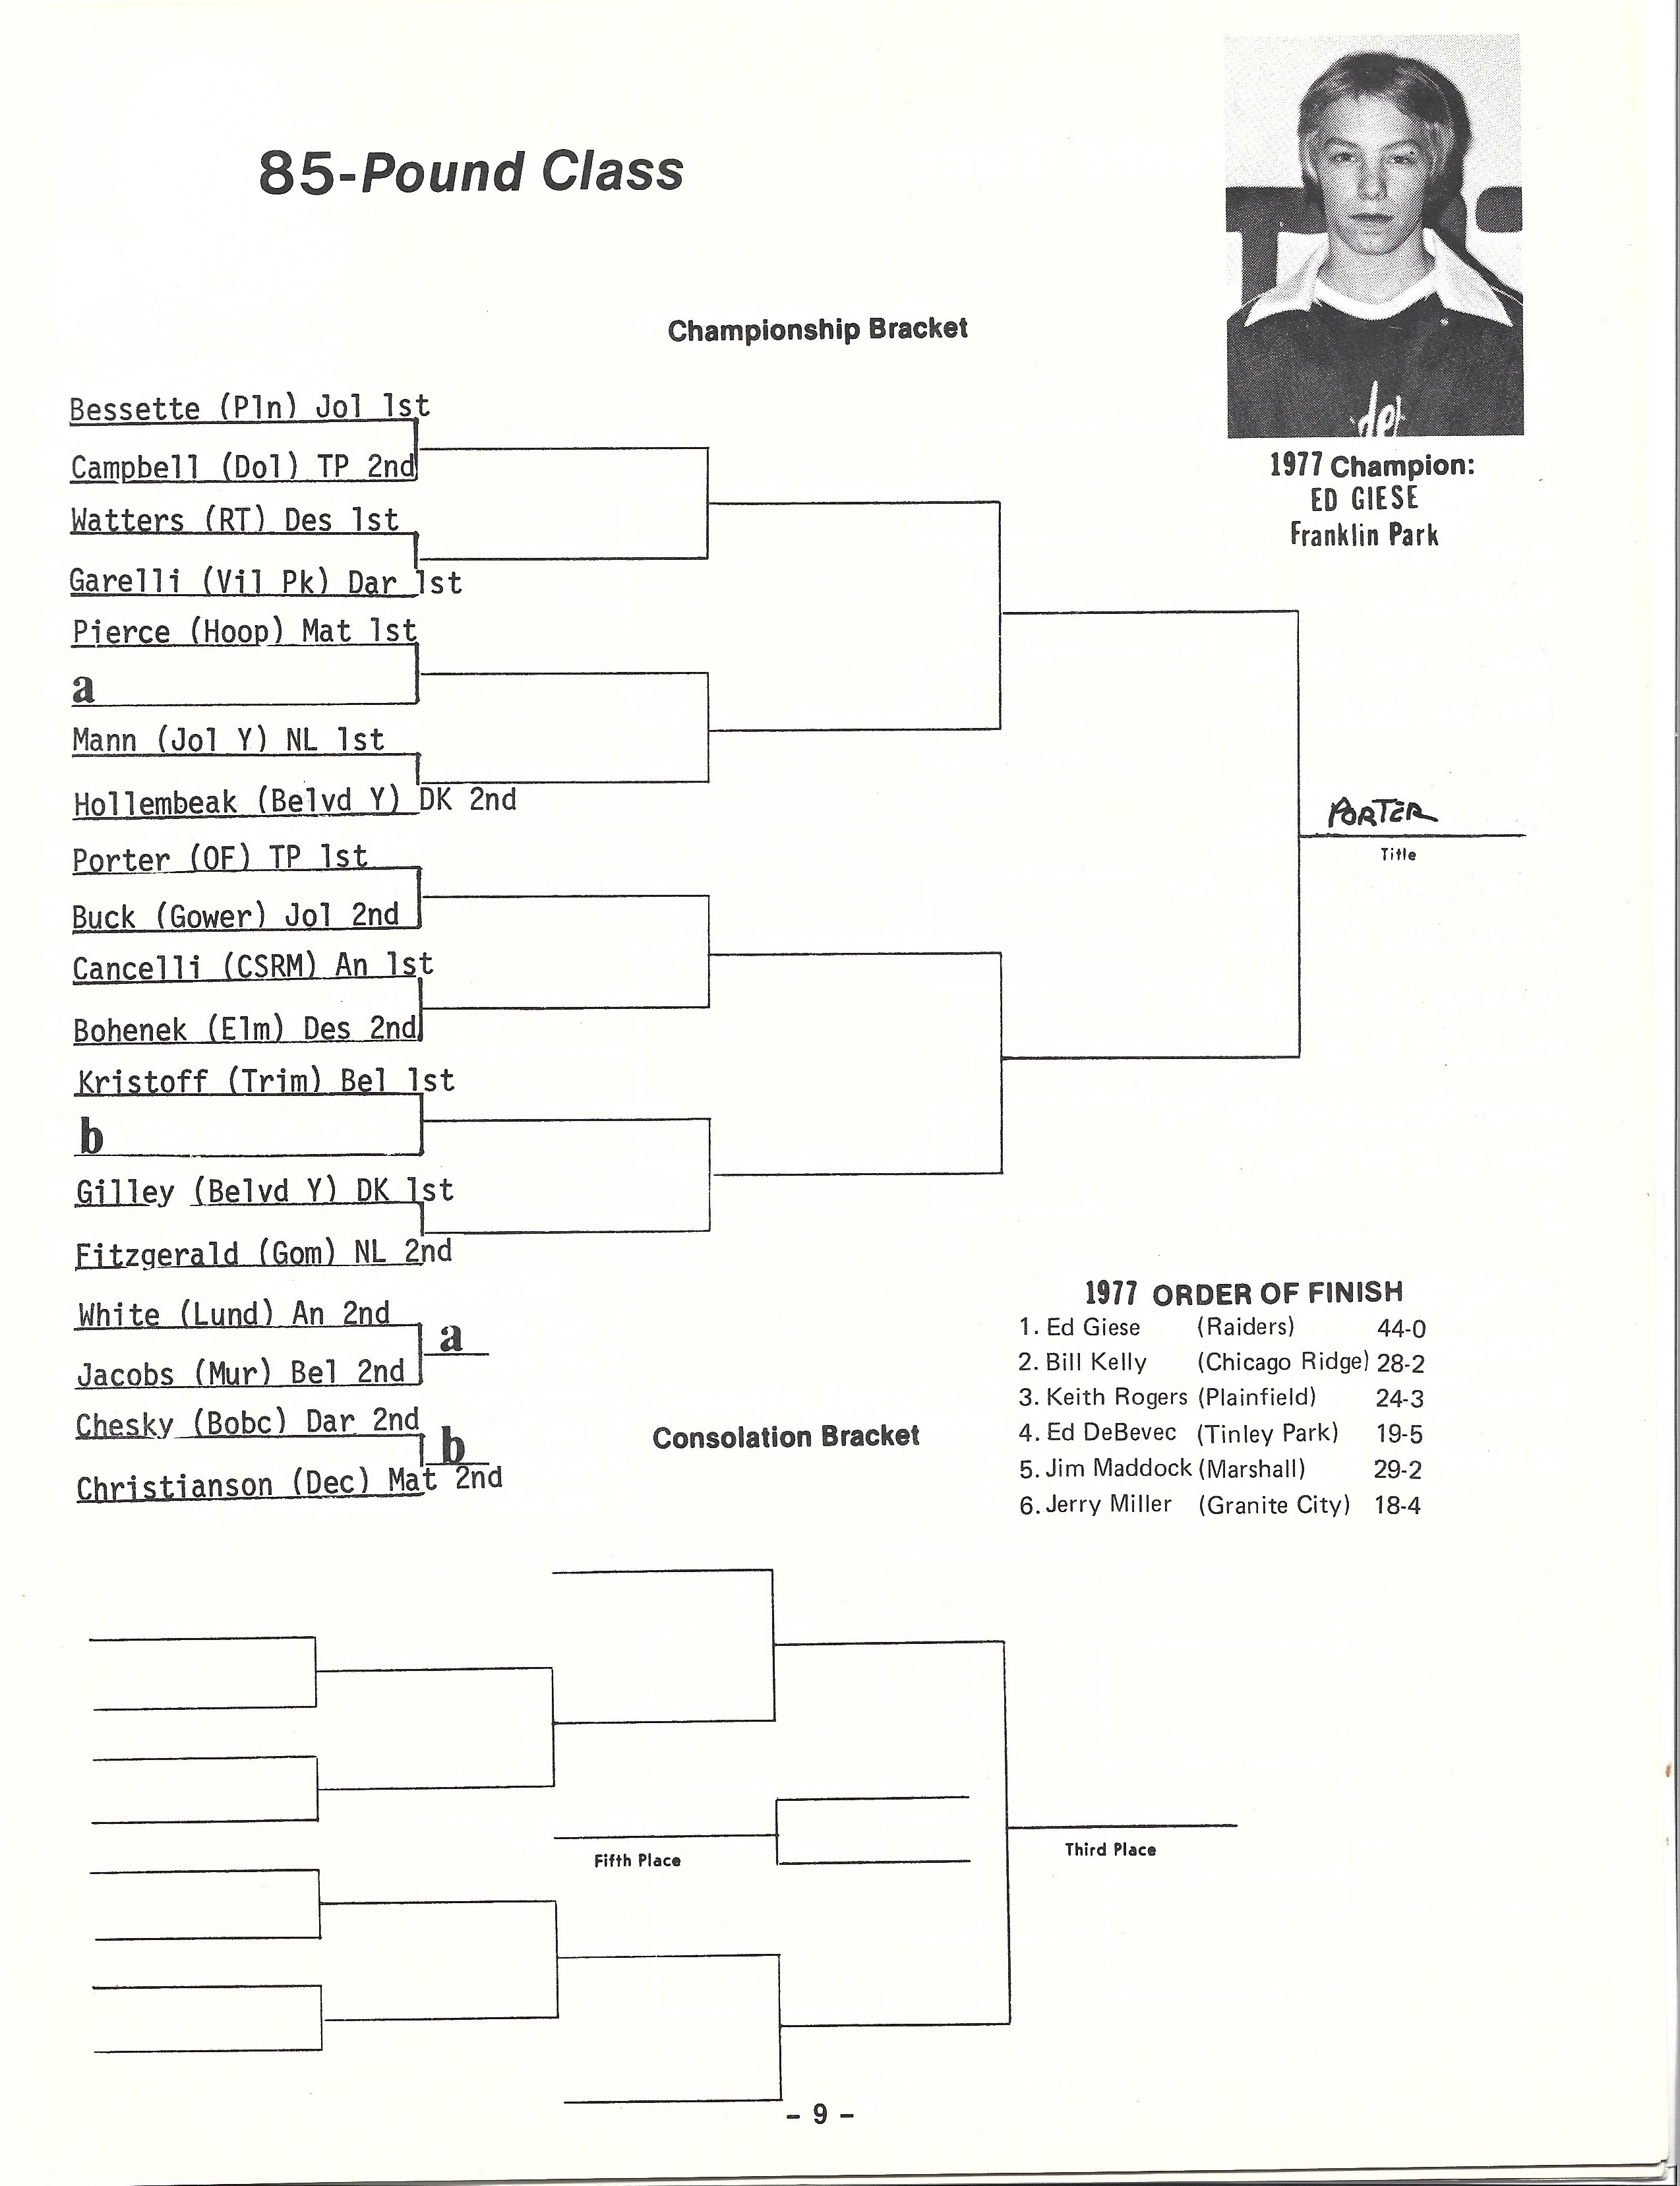 85-Pound Class
Championship Bracket
del
1977 Champion:
ED GIESE
Franklin Park
Bessette (Pln) Jol 1st
Campbell (Dol) TP 2nd
Watters (RT) Des 1st
Garelli (Vil Pk) Dar 1st
Pierce (Hoop) Mat 1st
a
Mann (Jol Y) NL 1st
Hollembeak (Belvd Y) DK 2nd
Porter (OF) TP 1st
Buck (Gower) Jol 2nd
Cancelli (CSRM) An 1st
Bohenek (Elm) Des 2nd
Kristoff (Trim) Bel 1st
b
Gilley (Belvd Y) DK 1st
Fitzgerald (Gom) NL 2nd
White (Lund) An 2nd
a
Jacobs (Mur) Bel 2nd
Chesky (Bobc) Dar 2nd
b
Christianson (Dec) Mat 2nd
PORTER
Title
1977 ORDER OF FINISH
1. Ed Giese (Raiders) 44-0
2. Bill Kelly (Chicago Ridge) 28-2
3. Keith Rogers (Plainfield) 24-3
4. Ed DeBevec (Tinley Park) 19-5
5. Jim Maddock (Marshall) 29-2
6. Jerry Miller (Granite City) 18-4
Consolation Bracket
Fifth Place
Third Place
- 9 -